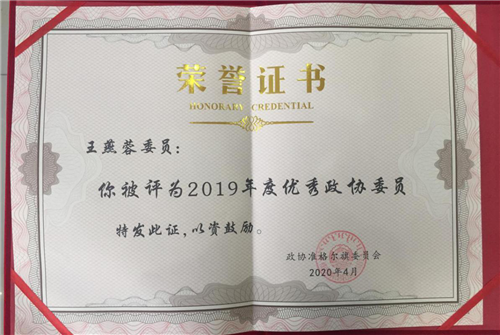 荣誉证书
HONORABLE CREDENTIAL
王燕蓉委员：
你被评为2019年度优秀政协委员
特发此证，以资鼓励。
政协准格尔旗委员会
2020年4月